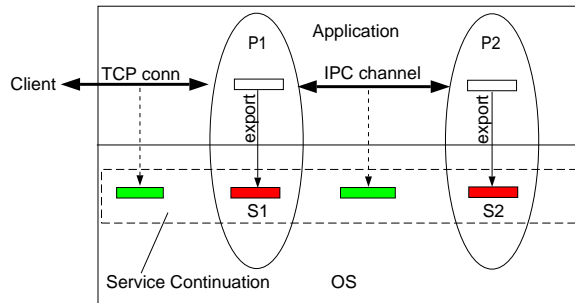 P1
Application
P2
Client
TCP conn
IPC channel
export
export
S1
S2
Service Continuation
OS